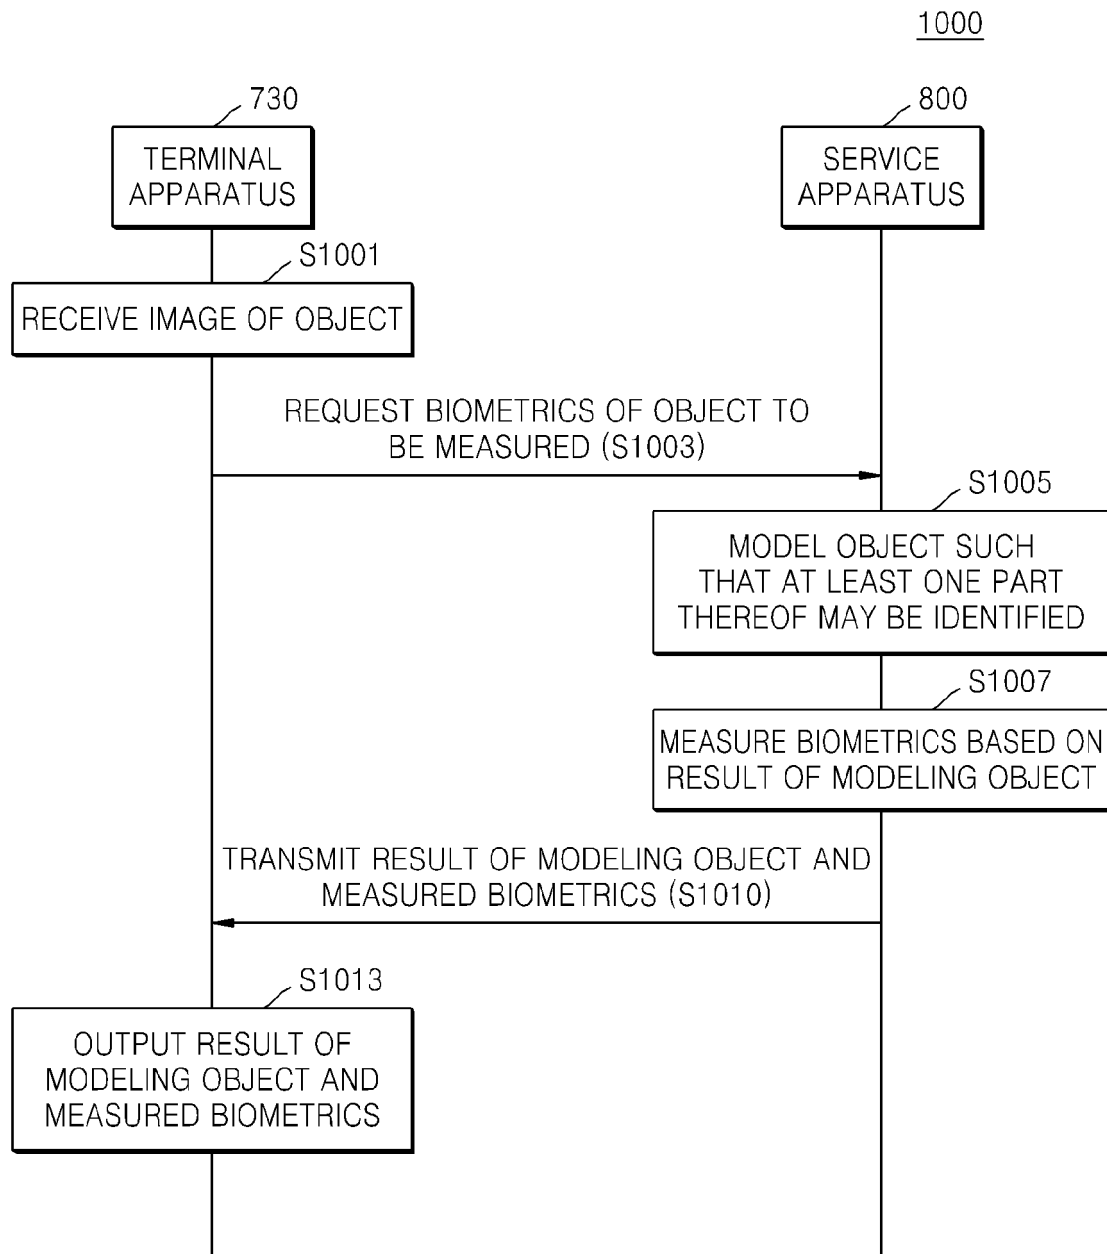 1000
730
800
TERMINAL
APPARATUS
SERVICE
APPARATUS
S1001
RECEIVE IMAGE OF OBJECT
REQUEST BIOMETRICS OF OBJECT TO
BE MEASURED (S1003)
S1005
MODEL OBJECT SUCH
THAT AT LEAST ONE PART
THEREOF MAY BE IDENTIFIED
S1007
MEASURE BIOMETRICS BASED ON
RESULT OF MODELING OBJECT
TRANSMIT RESULT OF MODELING OBJECT AND
MEASURED BIOMETRICS (S1010)
S1013
OUTPUT RESULT OF
MODELING OBJECT AND
MEASURED BIOMETRICS